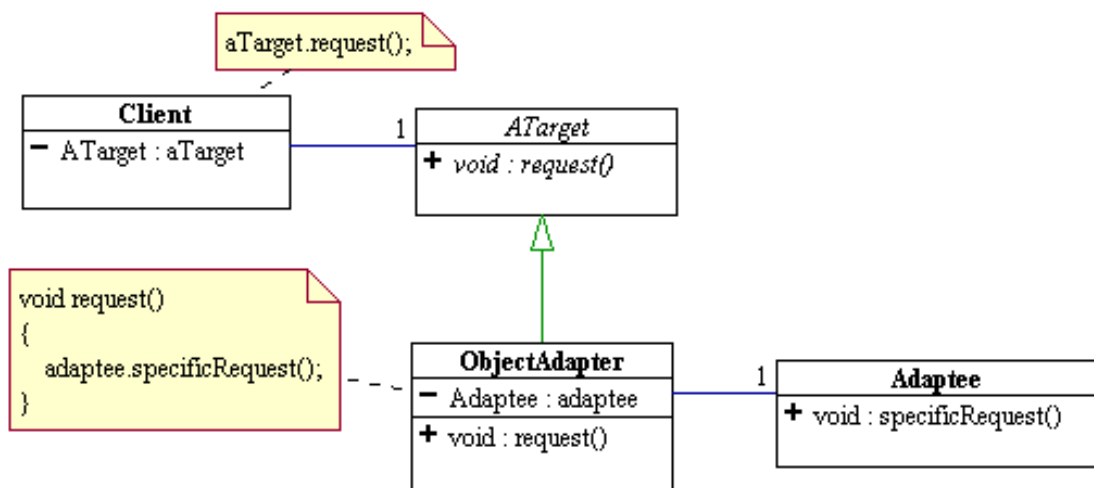 aTarget.request();
Client
− ATarget : aTarget
1
ATarget
+ void : request()
void request()
{
adaptee.specificRequest();
}
ObjectAdapter
− Adaptee : adaptee
+ void : request()
1
Adaptee
+ void : specificRequest()